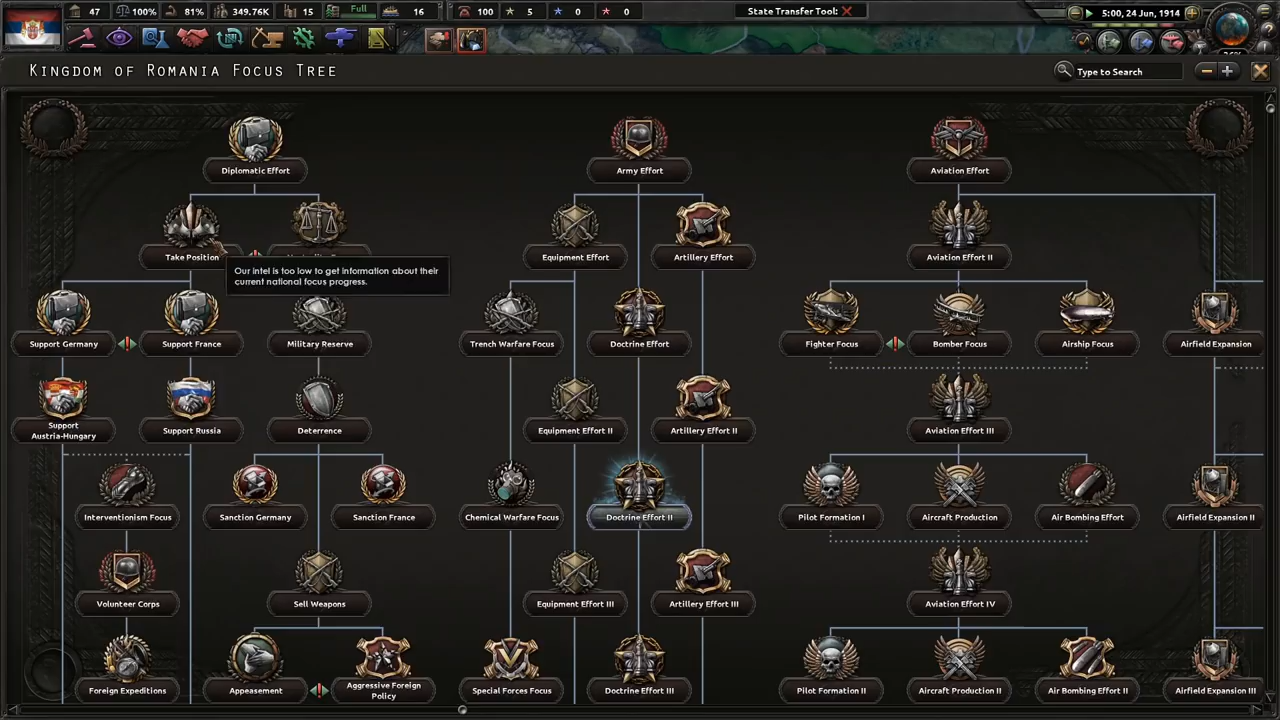 47
100%
81%
349.76K
15
Full
16
100
5
0
0
State Transfer Tool:
5:00, 24 Jun, 1914
Kingdom of Romania Focus Tree
Type to Search
Diplomatic Effort
Army Effort
Aviation Effort
Take Position
Equipment Effort
Artillery Effort
Aviation Effort II
Our intel is too low to get information about their
current national focus progress.
Support Germany
Support France
Military Reserve
Trench Warfare Focus
Doctrine Effort
Fighter Focus
Bomber Focus
Airship Focus
Airfield Expansion
Support
Austria-Hungary
Support Russia
Deterrence
Equipment Effort II
Artillery Effort II
Aviation Effort III
Interventionism Focus
Sanction Germany
Sanction France
Chemical Warfare Focus
Doctrine Effort II
Pilot Formation I
Aircraft Production
Air Bombing Effort
Airfield Expansion II
Volunteer Corps
Sell Weapons
Equipment Effort III
Artillery Effort III
Aviation Effort IV
Foreign Expeditions
Appeasement
Aggressive Foreign
Policy
Special Forces Focus
Doctrine Effort III
Pilot Formation II
Aircraft Production II
Air Bombing Effort II
Airfield Expansion III